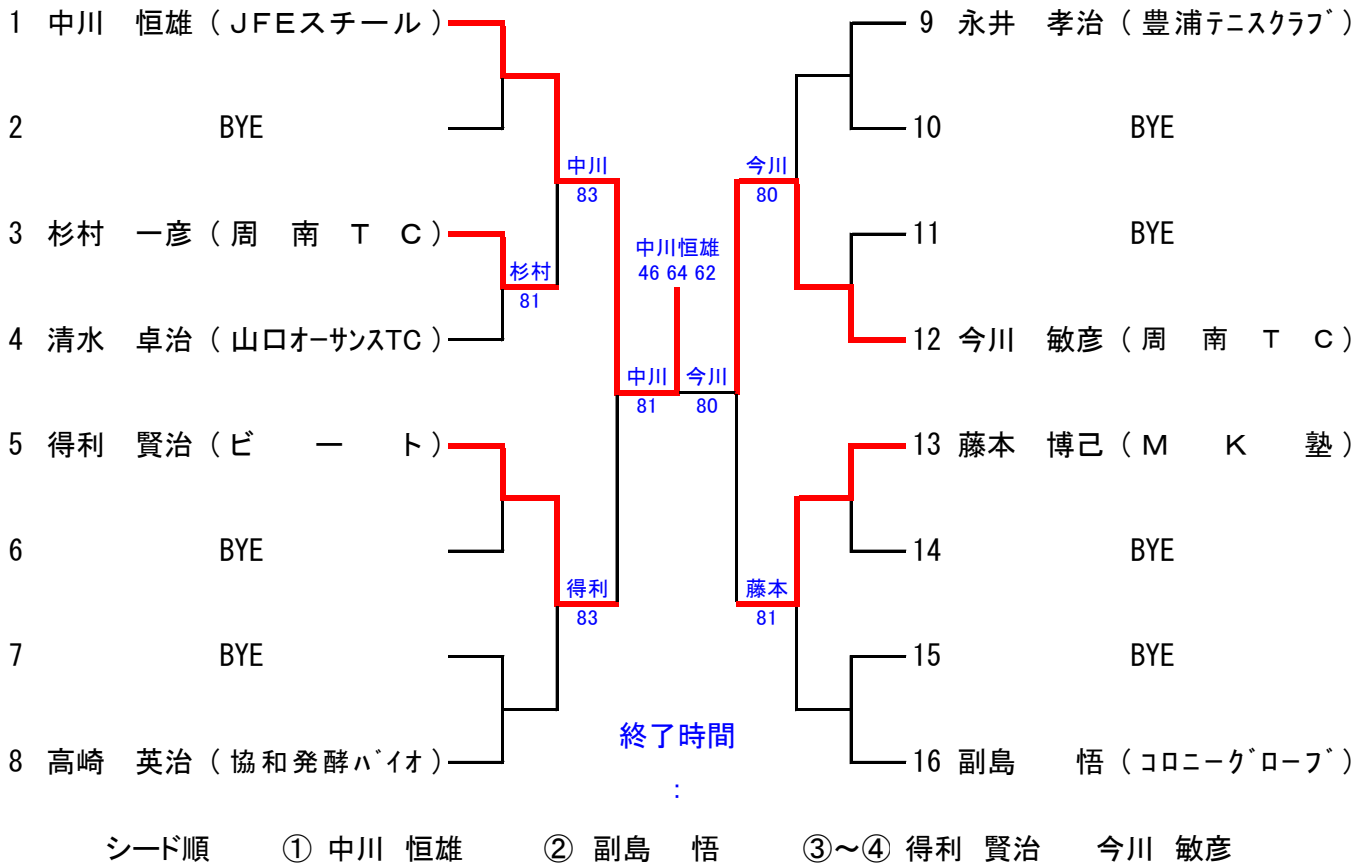 1 中川 恒雄 ( JFEスチール )
9 永井 孝治 ( 豊浦テニスクラブ )
2 BYE
10 BYE
中川
83
今川
80
3 杉村 一彦 ( 周 南 T C )
11 BYE
中川恒雄
46 64 62
杉村
81
4 清水 卓治 ( 山口オーサンスTC )
12 今川 敏彦 ( 周 南 T C )
中川 今川
81 80
5 得利 賢治 ( ビ ー ト )
13 藤本 博己 ( M K 塾 )
6 BYE
14 BYE
得利
83
藤本
81
7 BYE
15 BYE
終了時間
8 高崎 英治 ( 協和発酵バイオ )
16 副島 悟 ( コロニーグローブ )
:
シード順 ① 中川 恒雄 ② 副島 悟 ③～④ 得利 賢治 今川 敏彦